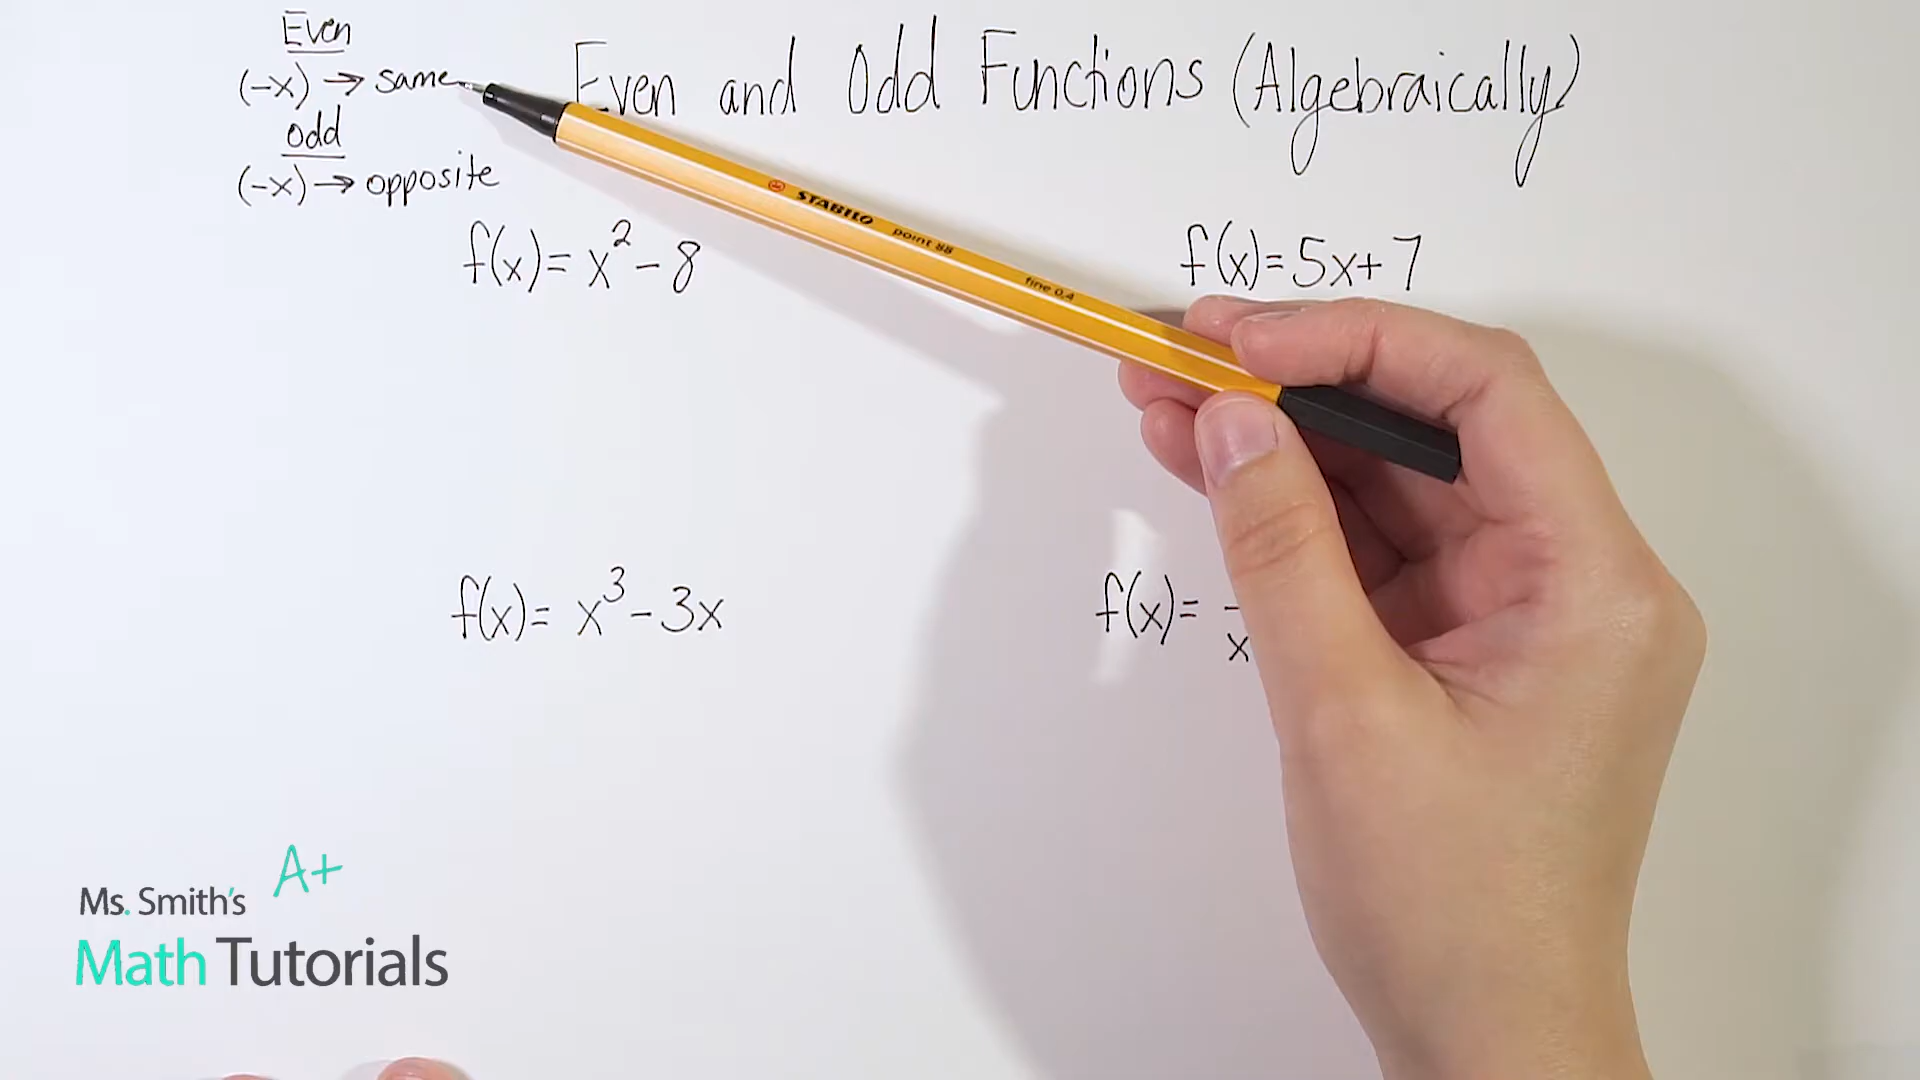 Even
(-x) → same
Even and Odd Functions (Algebraically)
odd
(-x) → opposite
f(x) = x² - 8
f(x) = 5x + 7
STABILO point 88 fine 0.4
f(x) = x³ - 3x
f(x) =
x
A+
Ms. Smith's
Math Tutorials